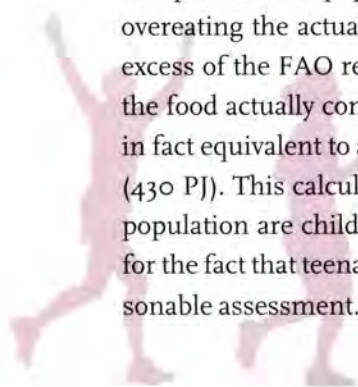 overeating the actua
excess of the FAO re
the food actually con
in fact equivalent to a
(430 PJ). This calcul
population are child
for the fact that teena
sonable assessment.